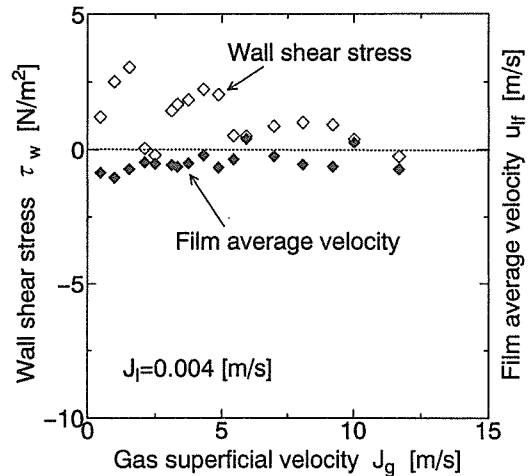 Wall shear stress τw [N/m²]
5
0
−5
−10
Wall shear stress
Film average velocity
Jl=0.004 [m/s]
0
5
10
15
Gas superficial velocity Jg [m/s]
Film average velocity ulf [m/s]